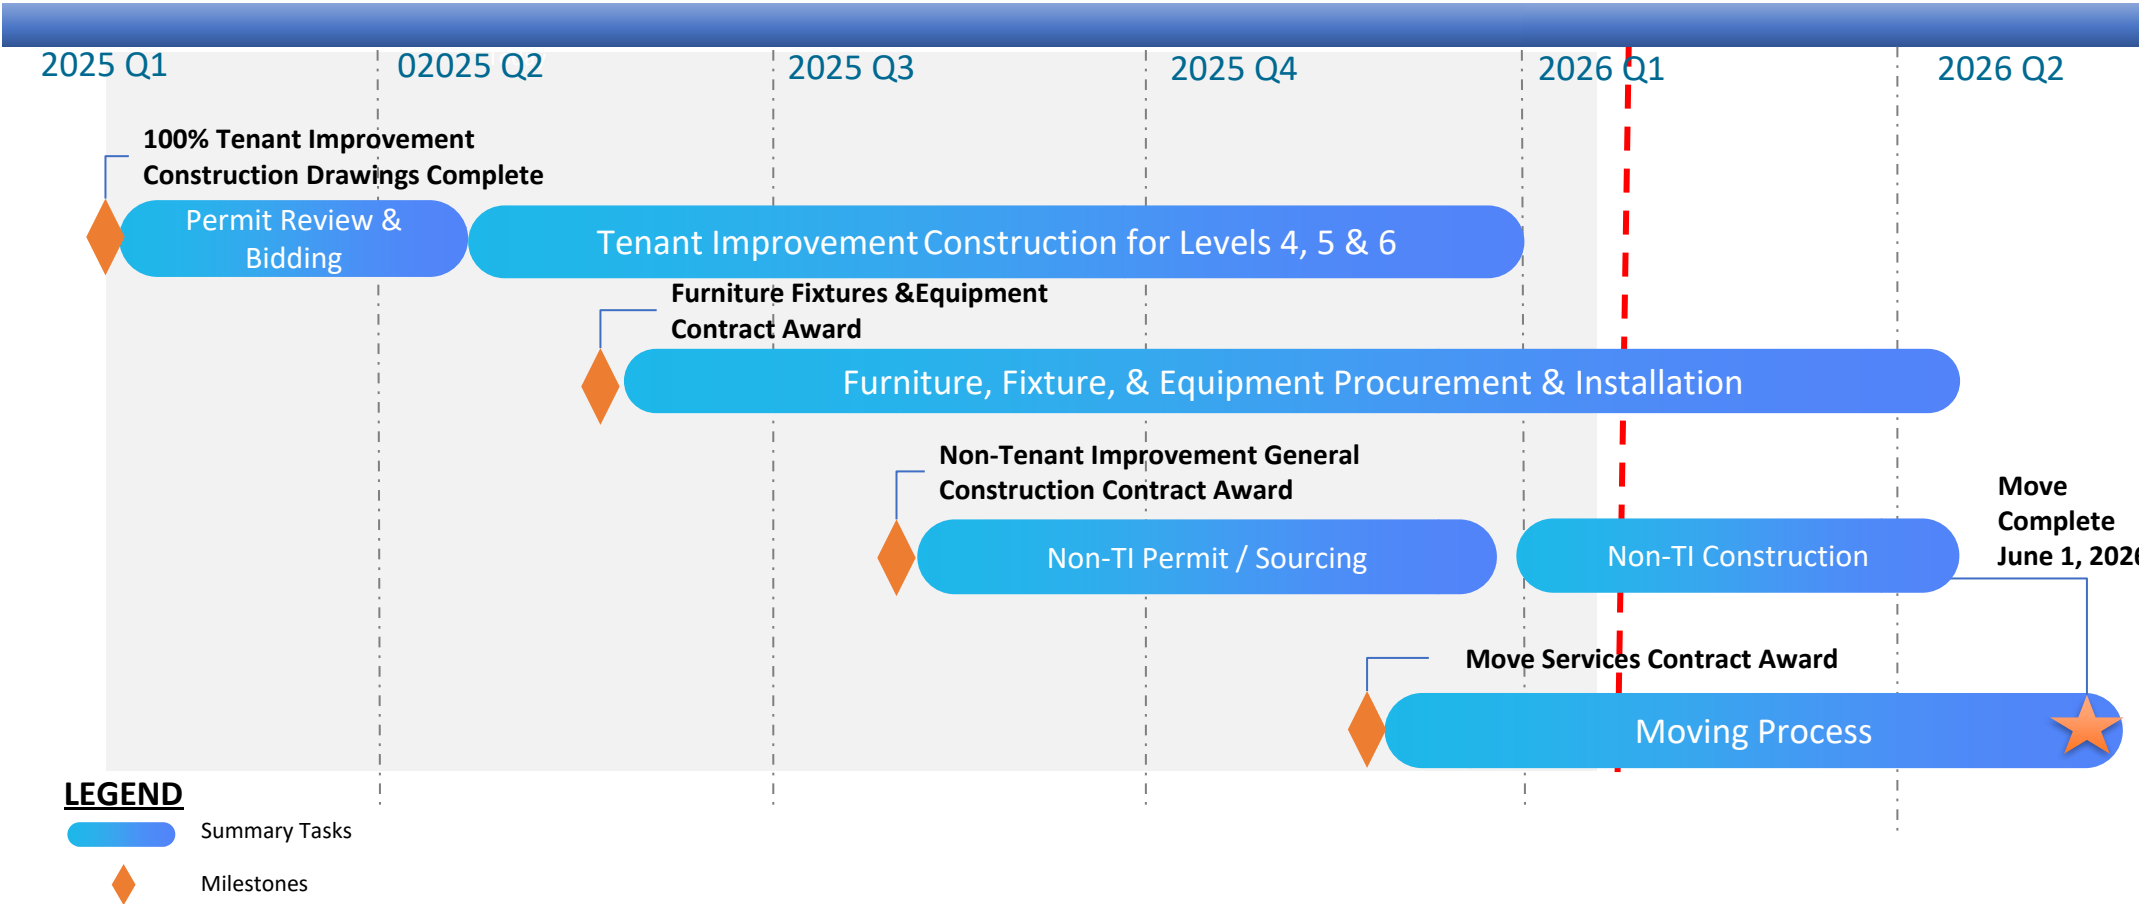 2025 Q1
02025 Q2
2025 Q3
2025 Q4
2026 Q1
2026 Q2
100% Tenant Improvement
Construction Drawings Complete
Permit Review &
Bidding
Tenant Improvement Construction for Levels 4, 5 & 6
Furniture Fixtures &Equipment
Contract Award
Furniture, Fixture, & Equipment Procurement & Installation
Non-Tenant Improvement General
Construction Contract Award
Non-TI Permit / Sourcing
Non-TI Construction
Move
Complete
June 1, 2026
Move Services Contract Award
Moving Process
LEGEND
Summary Tasks
Milestones